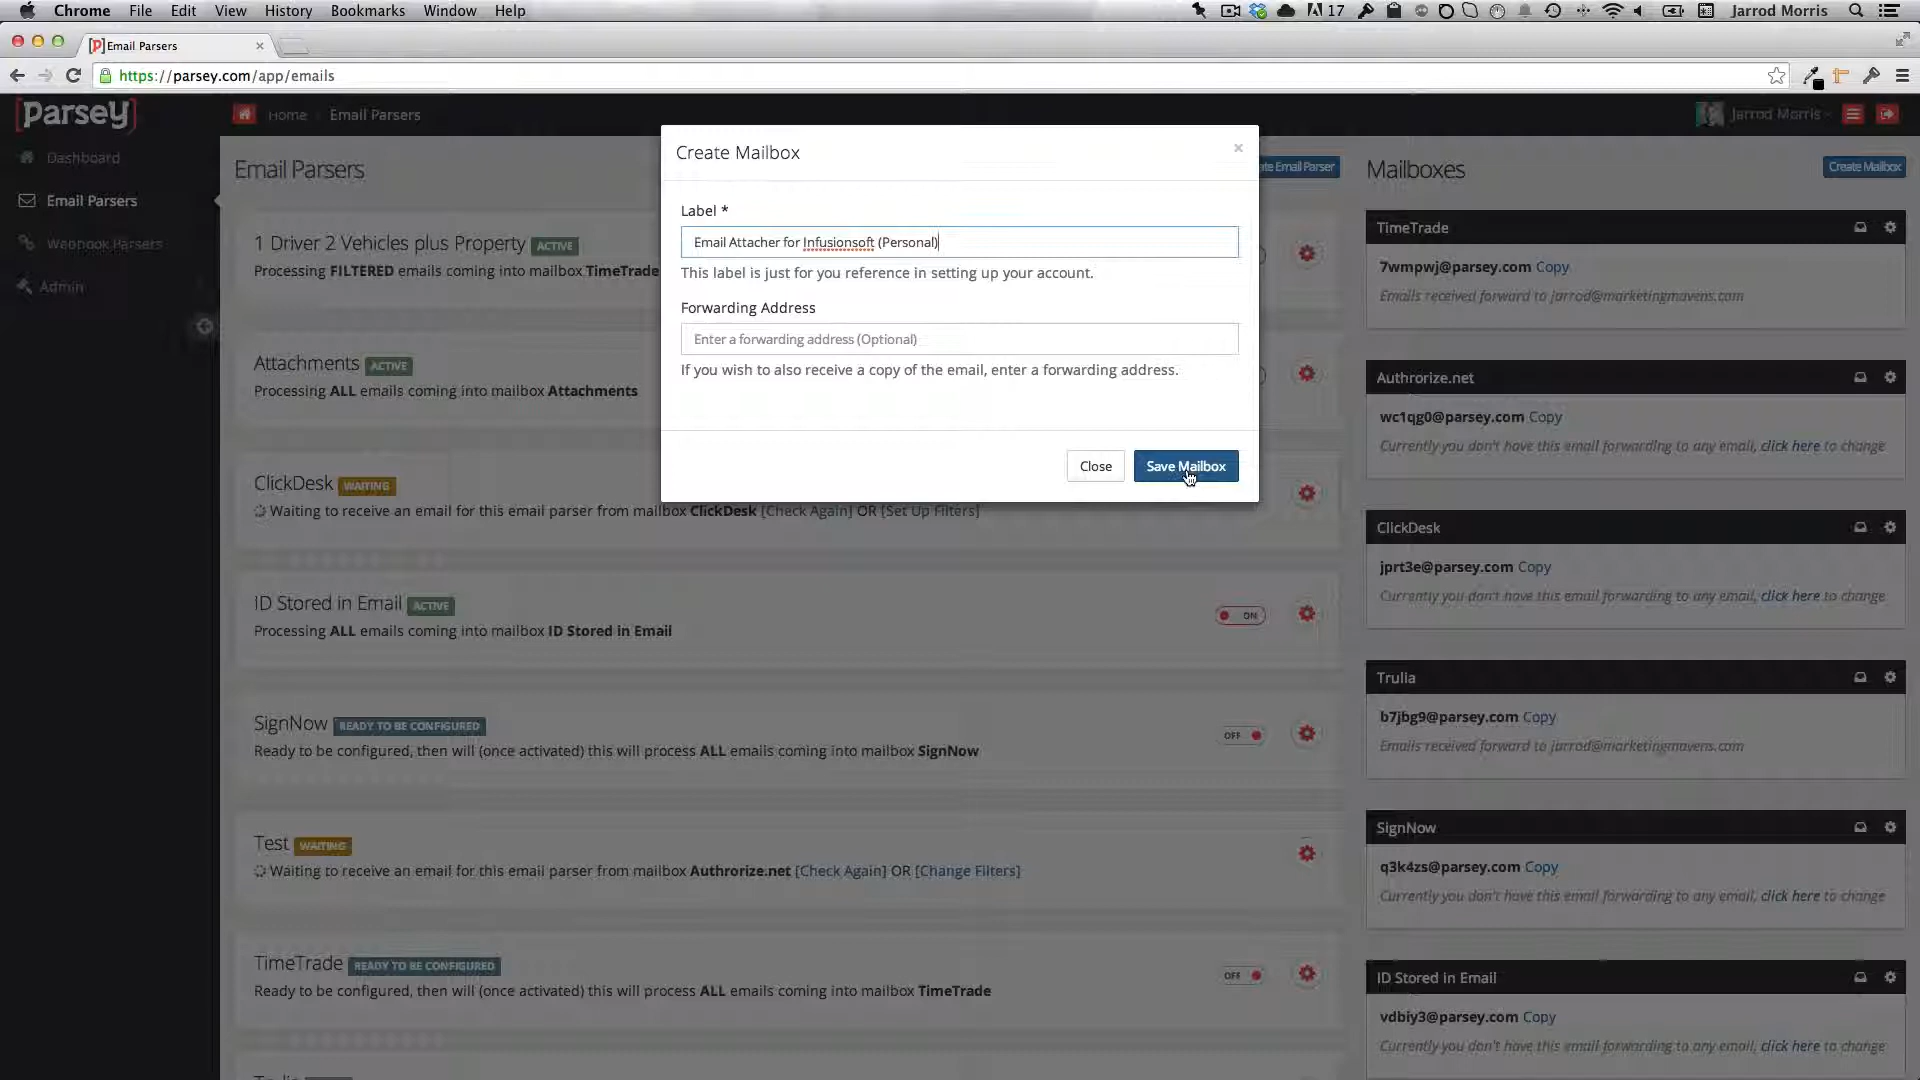 Chrome File Edit View History Bookmarks Window Help 17 Jarrod Morris
[p] Email Parsers ×
https://parsey.com/app/emails
[parsey]
Home Email Parsers
Jarrod Morris
Dashboard
Email Parsers
Webhook Parsers
Admin
Email Parsers
ate Email Parser
Create Mailbox ×
Label *
Email Attacher for Infusionsoft (Personal)
This label is just for you reference in setting up your account.
Forwarding Address
Enter a forwarding address (Optional)
If you wish to also receive a copy of the email, enter a forwarding address.
Close Save Mailbox
1 Driver 2 Vehicles plus Property ACTIVE
Processing FILTERED emails coming into mailbox TimeTrade
Attachments ACTIVE
Processing ALL emails coming into mailbox Attachments
ClickDesk WAITING
Waiting to receive an email for this email parser from mailbox ClickDesk [Check Again] OR [Set Up Filters]
ID Stored in Email ACTIVE
Processing ALL emails coming into mailbox ID Stored in Email
ON
SignNow READY TO BE CONFIGURED
Ready to be configured, then will (once activated) this will process ALL emails coming into mailbox SignNow
OFF
Test WAITING
Waiting to receive an email for this email parser from mailbox Authrorize.net [Check Again] OR [Change Filters]
TimeTrade READY TO BE CONFIGURED
Ready to be configured, then will (once activated) this will process ALL emails coming into mailbox TimeTrade
OFF
Mailboxes Create Mailbox
TimeTrade
7wmpwj@parsey.com Copy
Emails received forward to jarrod@marketingmavens.com
Authrorize.net
wc1qg0@parsey.com Copy
Currently you don't have this email forwarding to any email, click here to change
ClickDesk
jprt3e@parsey.com Copy
Currently you don't have this email forwarding to any email, click here to change
Trulia
b7jbg9@parsey.com Copy
Emails received forward to jarrod@marketingmavens.com
SignNow
q3k4zs@parsey.com Copy
Currently you don't have this email forwarding to any email, click here to change
ID Stored in Email
vdbiy3@parsey.com Copy
Currently you don't have this email forwarding to any email, click here to change